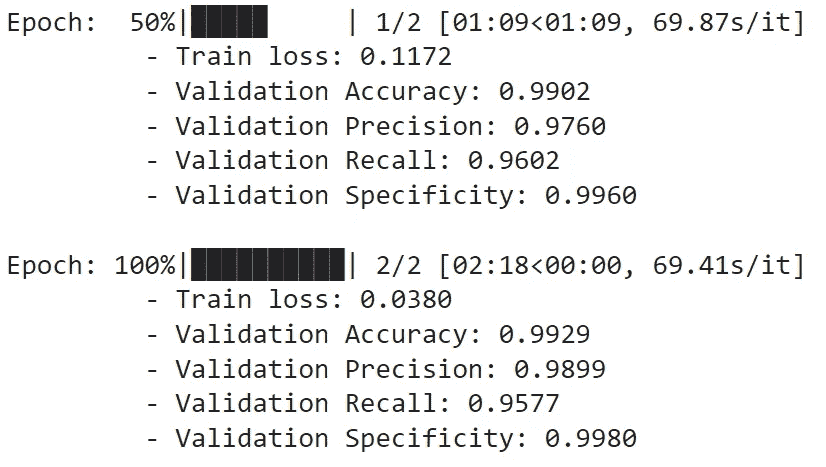 Epoch:  50%|█████     | 1/2 [01:09<01:09, 69.87s/it]
- Train loss: 0.1172
- Validation Accuracy: 0.9902
- Validation Precision: 0.9760
- Validation Recall: 0.9602
- Validation Specificity: 0.9960
Epoch: 100%|██████████| 2/2 [02:18<00:00, 69.41s/it]
- Train loss: 0.0380
- Validation Accuracy: 0.9929
- Validation Precision: 0.9899
- Validation Recall: 0.9577
- Validation Specificity: 0.9980